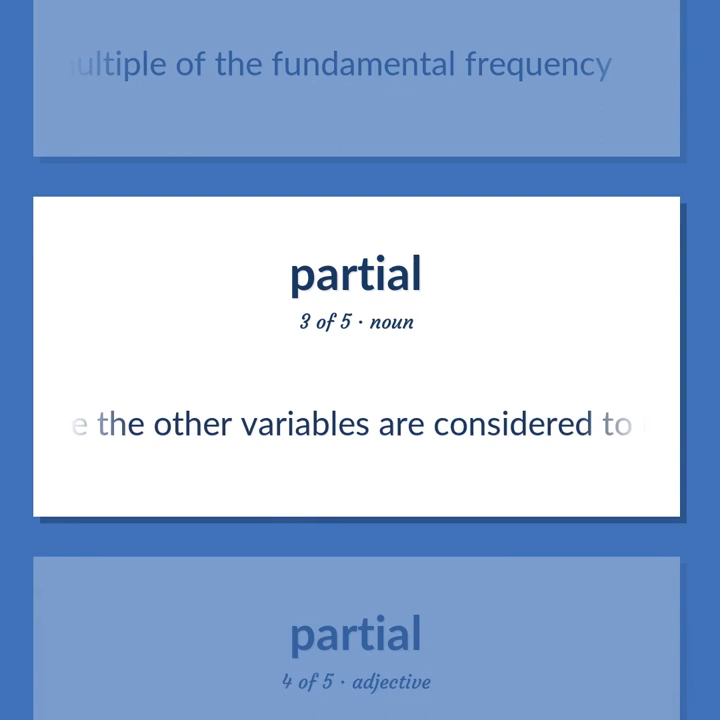 ultiple of the fundamental frequency
partial
3 of 5 · noun
e the other variables are considered to
partial
4 of 5 · adjective